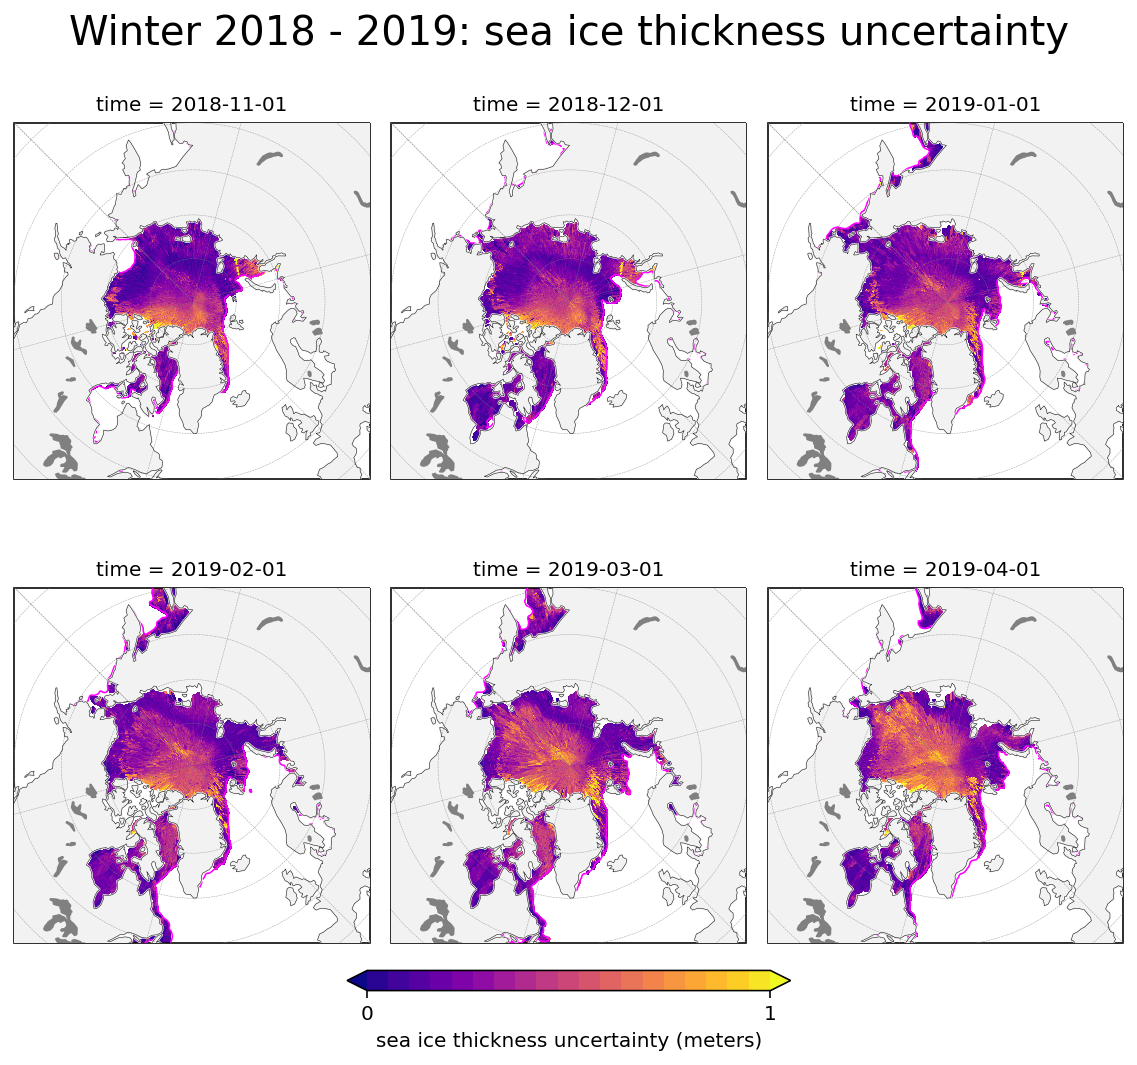 Winter 2018 - 2019: sea ice thickness uncertainty
time = 2018-11-01
time = 2018-12-01
time = 2019-01-01
time = 2019-02-01
time = 2019-03-01
time = 2019-04-01
0
1
sea ice thickness uncertainty (meters)